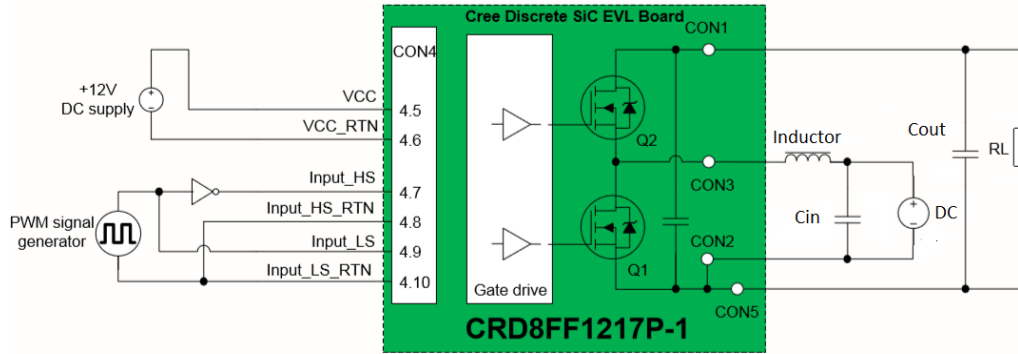 Cree Discrete SiC EVL Board
CON1
CON4
+12V
DC supply
VCC
4.5
VCC_RTN
4.6
Q2
Inductor
Cout
RL
Input_HS
4.7
CON3
PWM signal
generator
Input_HS_RTN
4.8
Cin
DC
Input_LS
4.9
CON2
Input_LS_RTN
4.10
Q1
Gate drive
CON5
CRD8FF1217P-1